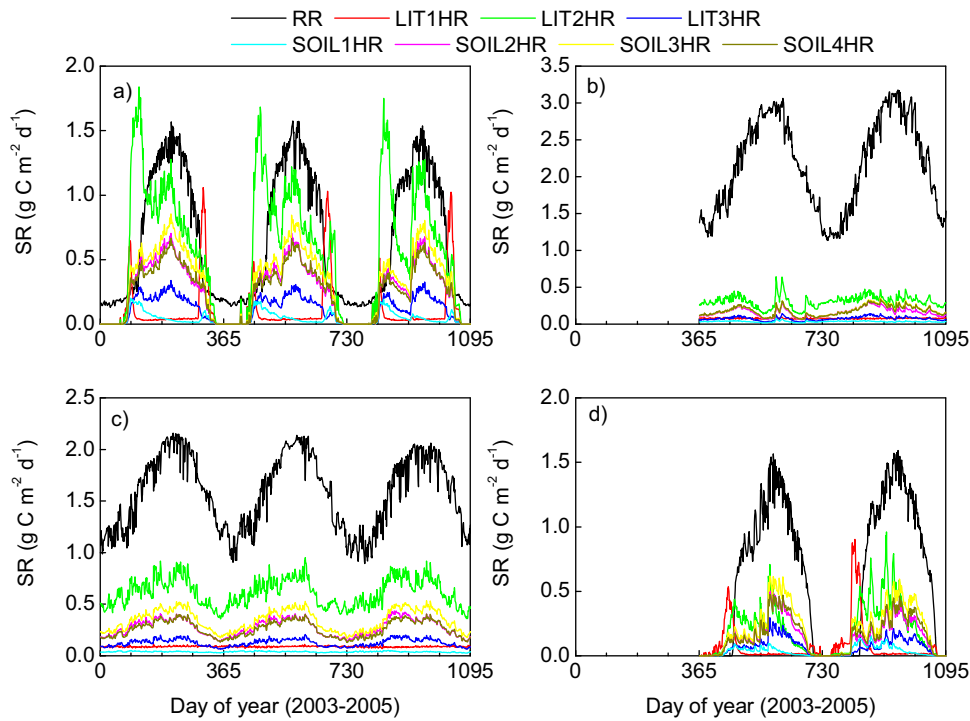 RR LIT1HR LIT2HR LIT3HR
SOIL1HR SOIL2HR SOIL3HR SOIL4HR
a)
SR (g C m⁻² d⁻¹)
2.0
1.5
1.0
0.5
0.0
0 365 730 1095
b)
SR (g C m⁻² d⁻¹)
3.5
3.0
2.5
2.0
1.5
1.0
0.5
0.0
365 730 1095
c)
SR (g C m⁻² d⁻¹)
2.5
2.0
1.5
1.0
0.5
0.0
0 365 730 1095
Day of year (2003-2005)
d)
SR (g C m⁻² d⁻¹)
2.0
1.5
1.0
0.5
0.0
0 365 730 1095
Day of year (2003-2005)